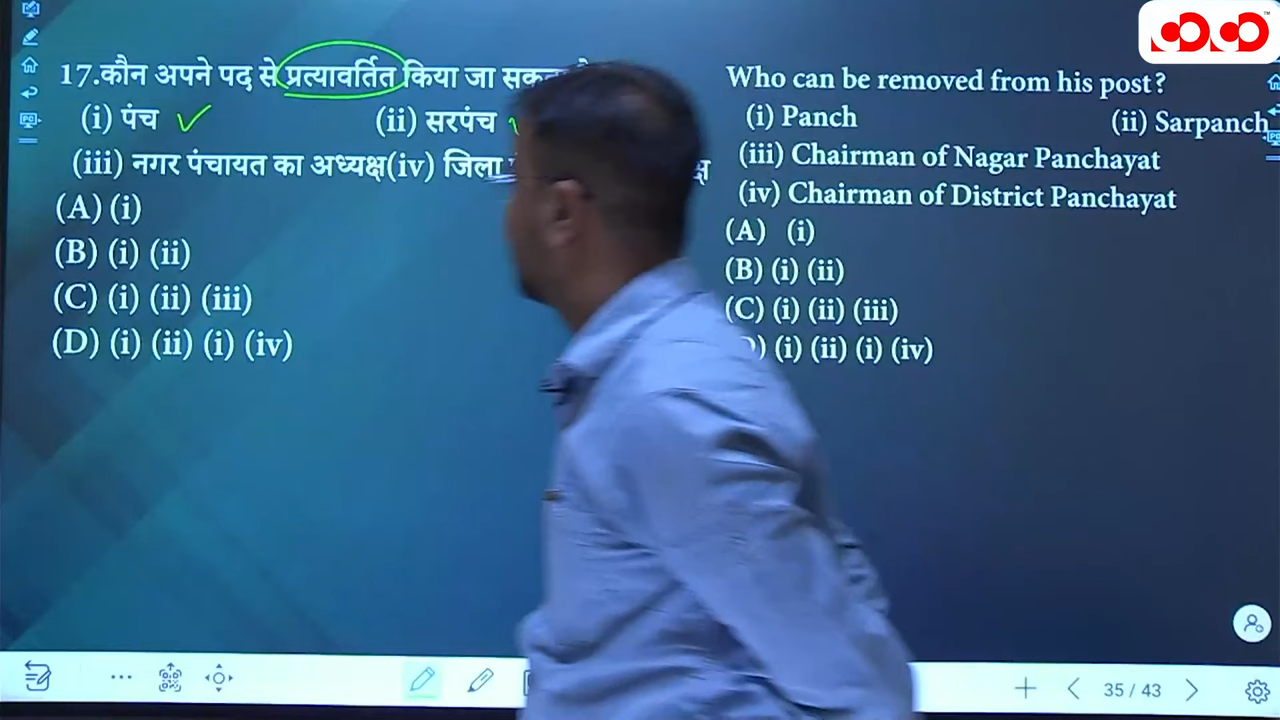 17.कौन अपने पद से प्रत्यावर्तित किया जा
(i) पंच (ii) सरपंच
(iii) नगर पंचायत का अध्यक्ष(iv) जिला
(A) (i)
(B) (i) (ii)
(C) (i) (ii) (iii)
(D) (i) (ii) (i) (iv)
Who can be removed from his post?
(i) Panch (ii) Sarpanch
(iii) Chairman of Nagar Panchayat
(iv) Chairman of District Panchayat
(A) (i)
(B) (i) (ii)
(C) (i) (ii) (iii)
(i) (ii) (i) (iv)
35 / 43